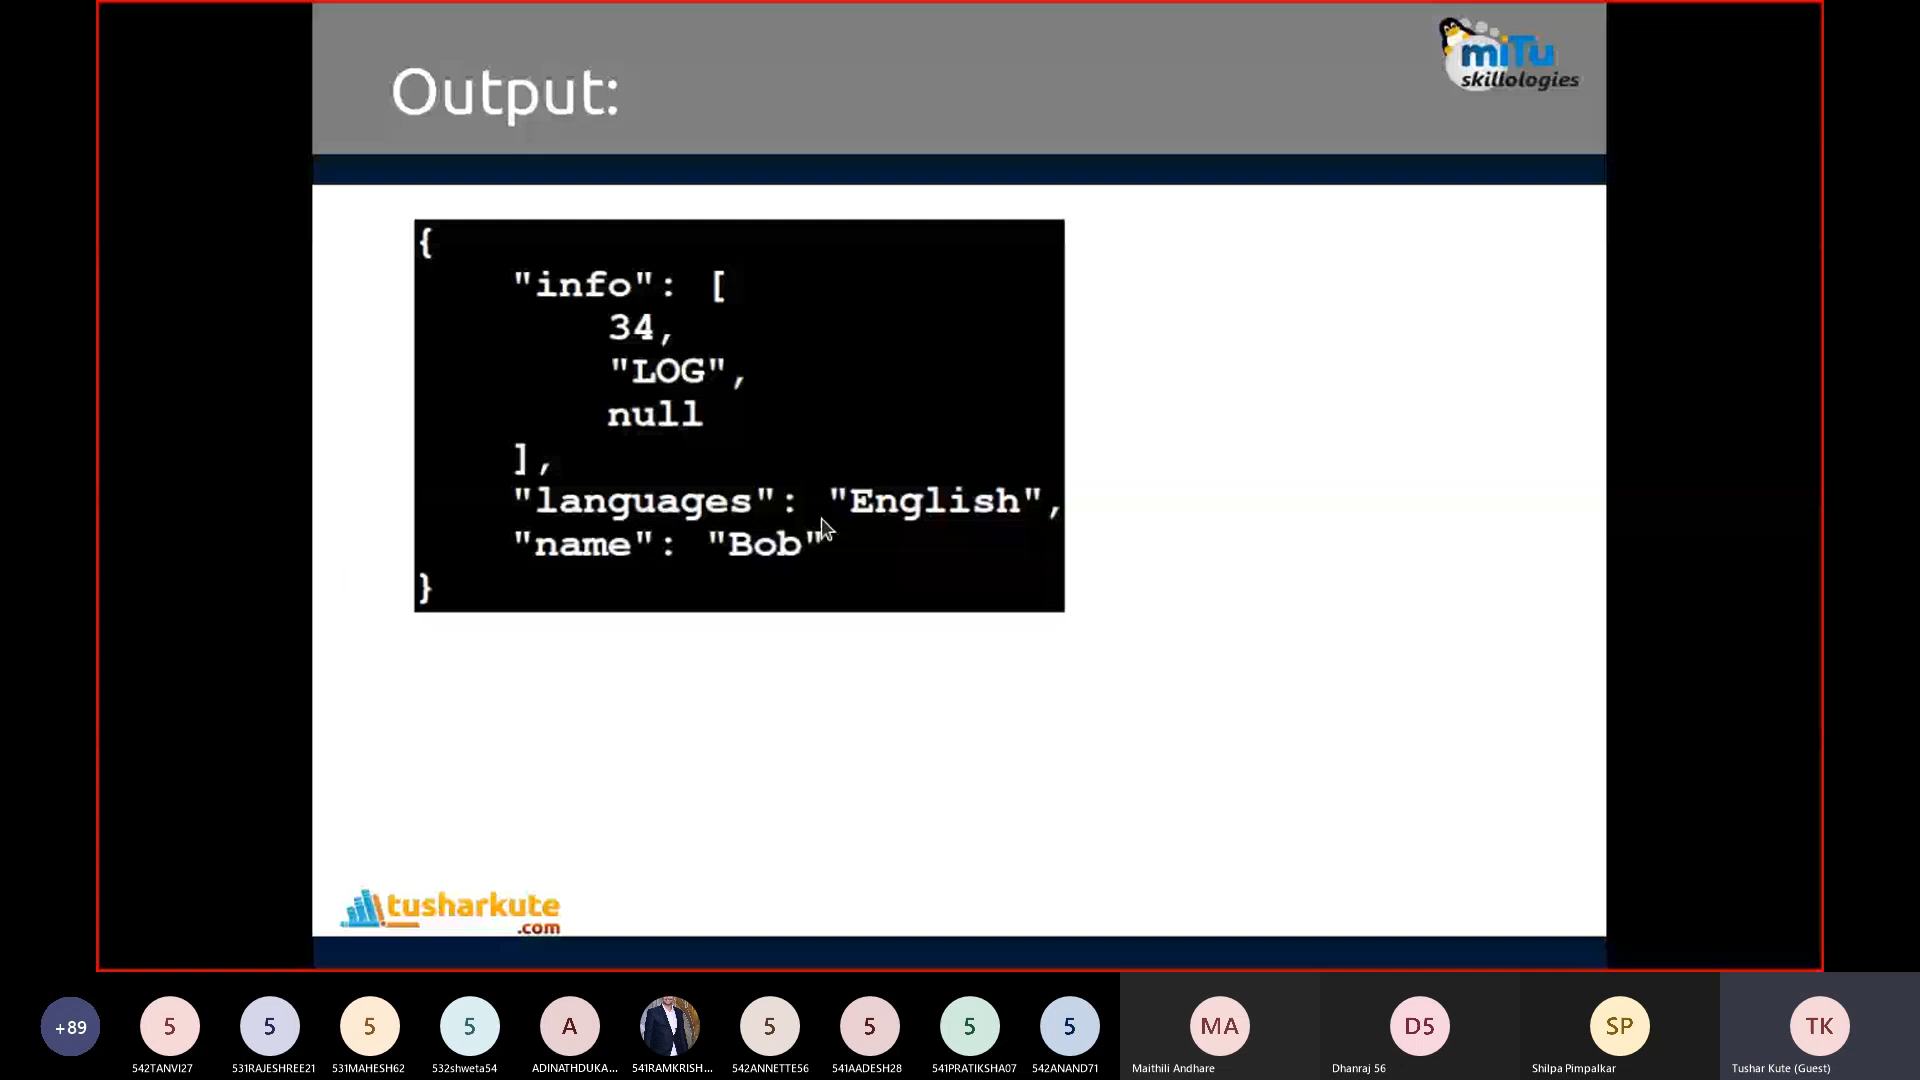 Output:
miTu
skillologies
{
"info": [
34,
"LOG",
null
],
"languages": "English",
"name": "Bob"
}
tusharkute
.com
+89
5
5
5
5
A
5
5
5
5
MA
D5
SP
TK
542TANVI27
531RAJESHREE21
531MAHESH62
532shweta54
ADINATHDUKA...
541RAMKRISH...
542ANNETTE56
541AADESH28
541PRATIKSHA07
542ANAND71
Maithili Andhare
Dhanraj 56
Shilpa Pimpalkar
Tushar Kute (Guest)